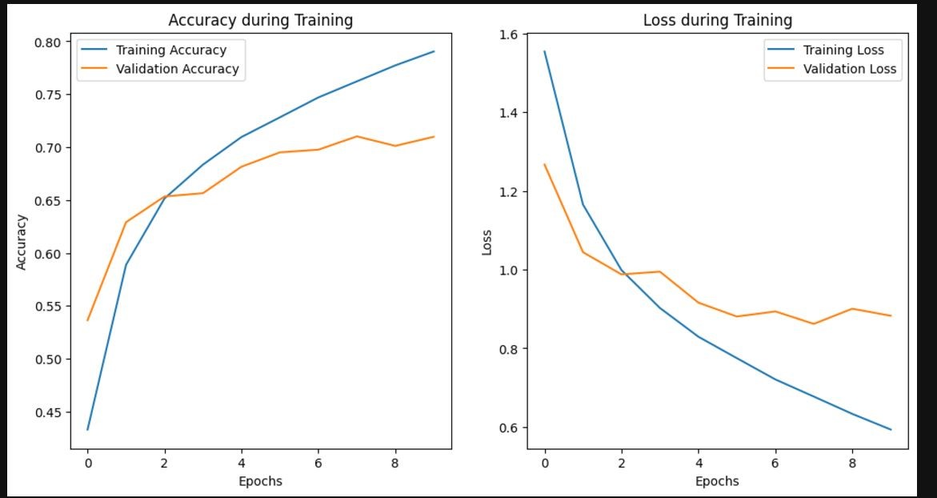 Accuracy during Training
Training Accuracy
Validation Accuracy
0.80
0.75
0.70
0.65
0.60
0.55
0.50
0.45
Accuracy
0 2 4 6 8
Epochs
Loss during Training
Training Loss
Validation Loss
1.6
1.4
1.2
1.0
0.8
0.6
Loss
0 2 4 6 8
Epochs